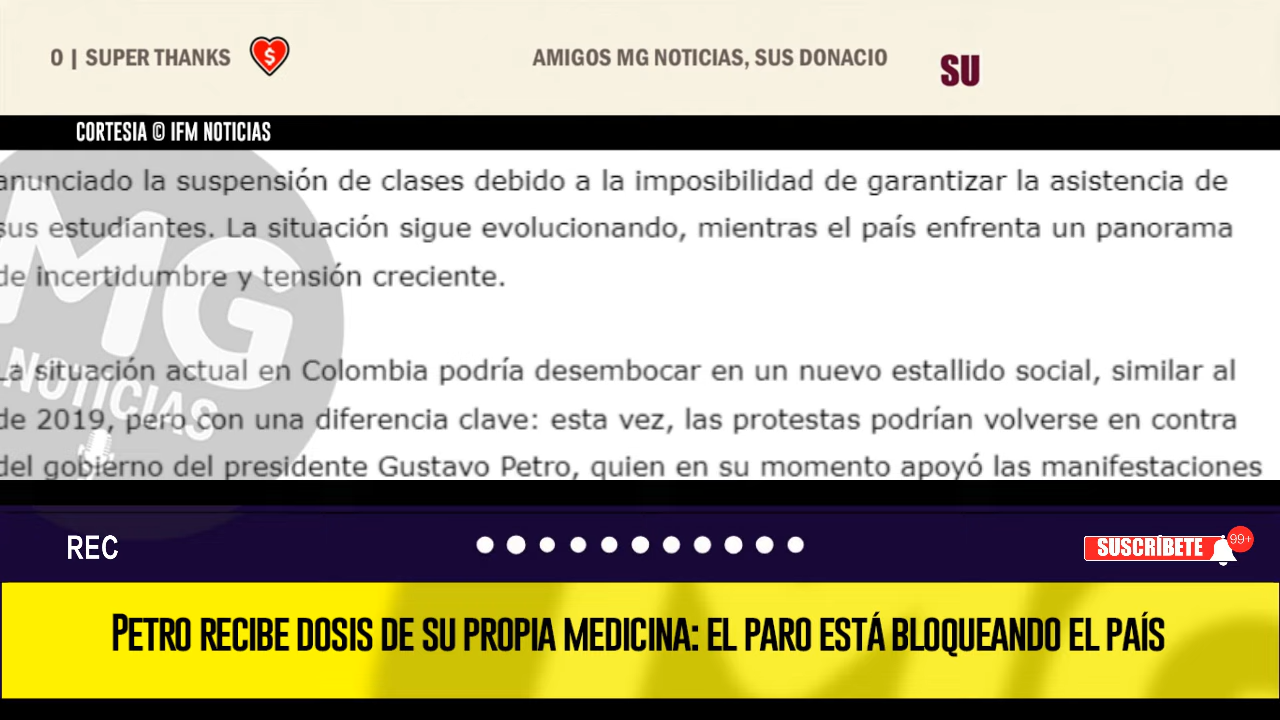 0 | SUPER THANKS
AMIGOS MG NOTICIAS, SUS DONACIO
SU
CORTESIA © IFM NOTICIAS
anunciado la suspensión de clases debido a la imposibilidad de garantizar la asistencia de
sus estudiantes. La situación sigue evolucionando, mientras el país enfrenta un panorama
de incertidumbre y tensión creciente.
La situación actual en Colombia podría desembocar en un nuevo estallido social, similar al
de 2019, pero con una diferencia clave: esta vez, las protestas podrían volverse en contra
del gobierno del presidente Gustavo Petro, quien en su momento apoyó las manifestaciones
MG
NOTICIAS
REC
SUSCRÍBETE
99+
PETRO RECIBE DOSIS DE SU PROPIA MEDICINA: EL PARO ESTÁ BLOQUEANDO EL PAÍS